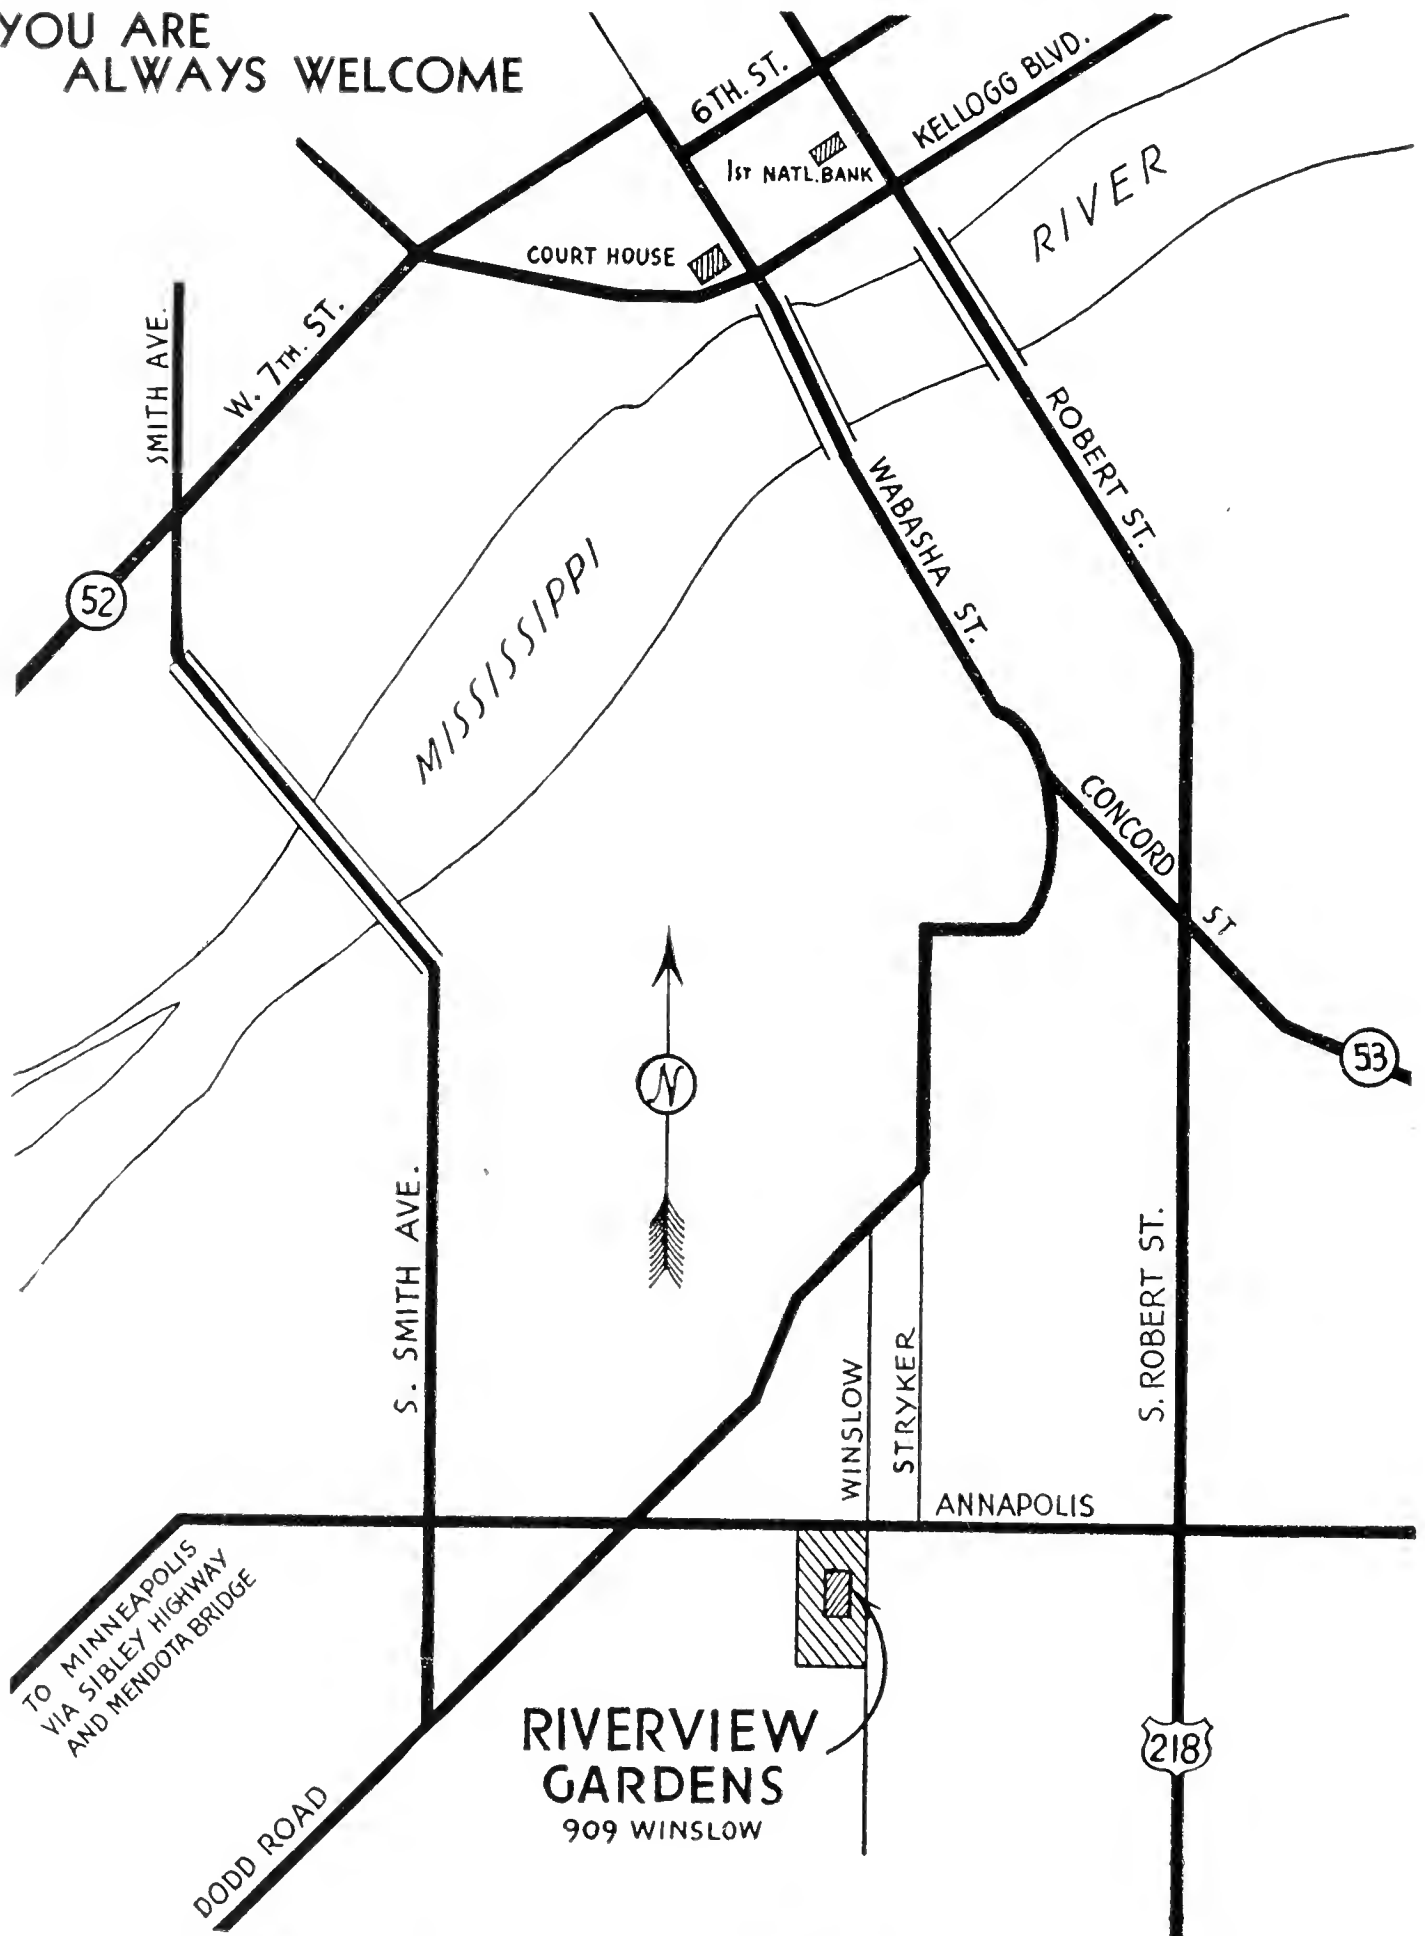 YOU ARE
ALWAYS WELCOME
6TH. ST.
KELLOGG BLVD.
1ST NATL. BANK
RIVER
COURT HOUSE
SMITH AVE.
W. 7TH. ST.
ROBERT ST.
WABASHA ST.
52
MISSISSIPPI
CONCORD ST
53
N
S. SMITH AVE.
S. ROBERT ST.
WINSLOW
STRYKER
ANNAPOLIS
TO MINNEAPOLIS
VIA SIBLEY HIGHWAY
AND MENDOTA BRIDGE
RIVERVIEW
GARDENS
909 WINSLOW
218
DODD ROAD